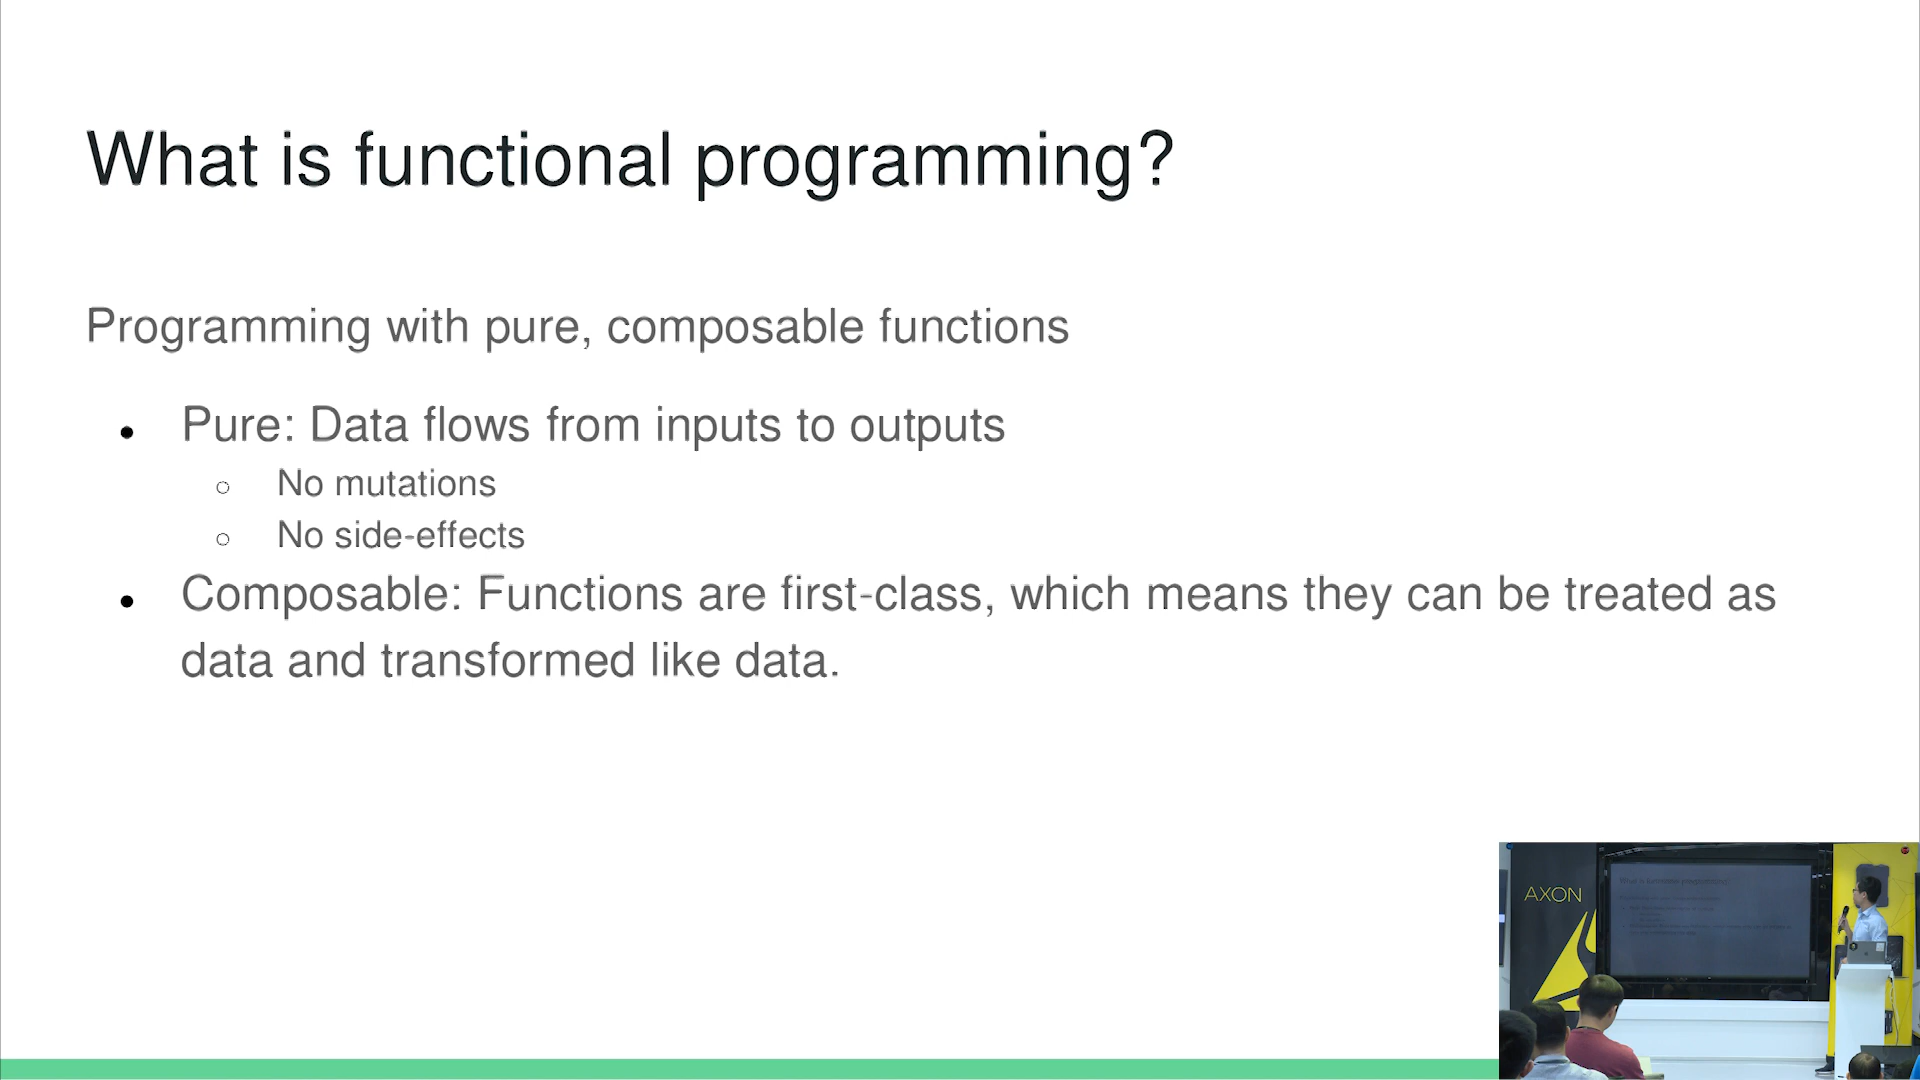 What is functional programming?
Programming with pure, composable functions
● Pure: Data flows from inputs to outputs
○ No mutations
○ No side-effects
● Composable: Functions are first-class, which means they can be treated as
data and transformed like data.
AXON